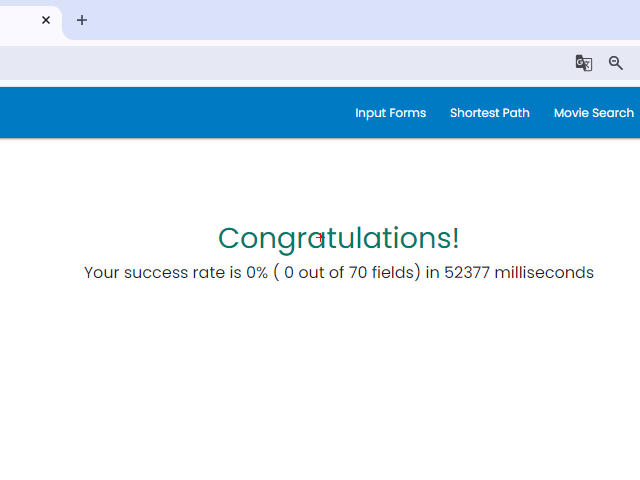 Input Forms Shortest Path Movie Search
Congratulations!
Your success rate is 0% ( 0 out of 70 fields) in 52377 milliseconds